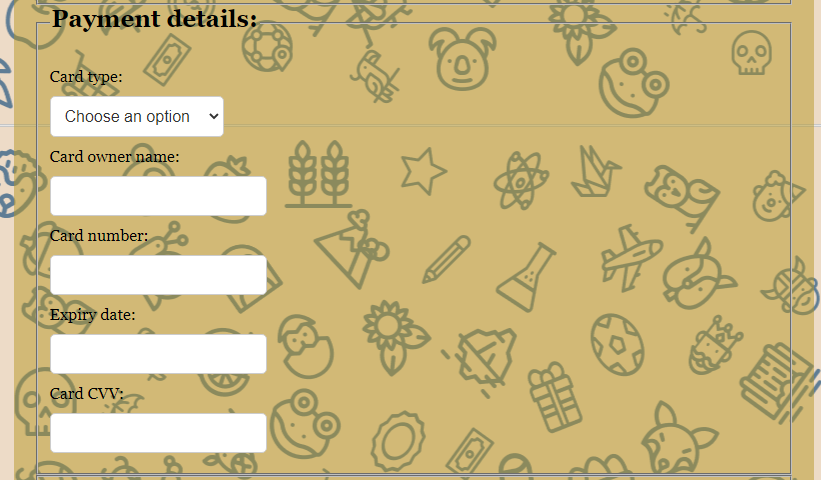 Payment details:
Card type:
Choose an option
Card owner name:
Card number:
Expiry date:
Card CVV: